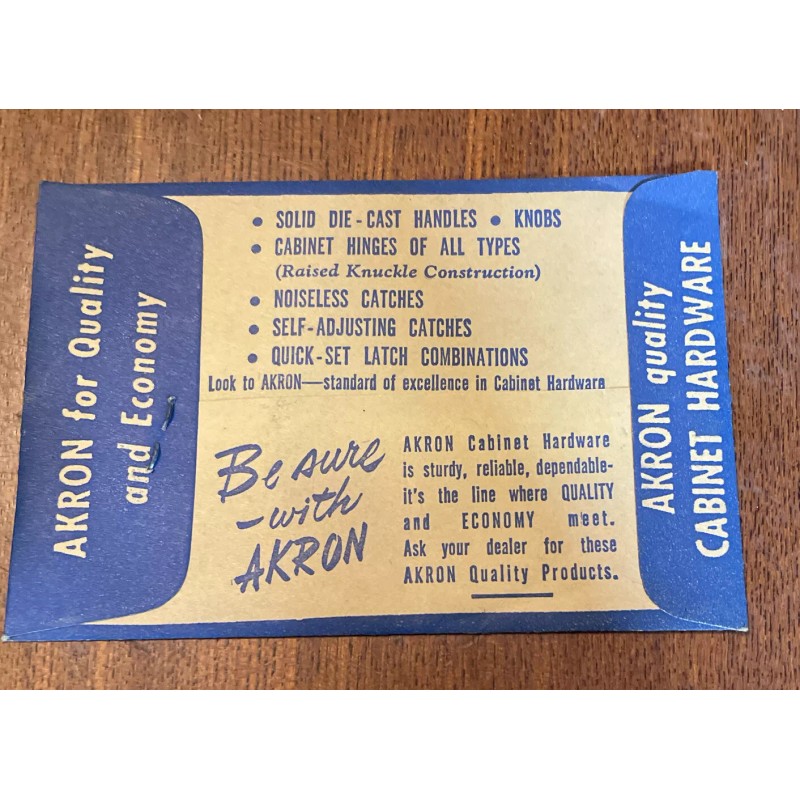 AKRON for Quality
and Economy
• SOLID DIE-CAST HANDLES • KNOBS
• CABINET HINGES OF ALL TYPES
(Raised Knuckle Construction)
• NOISELESS CATCHES
• SELF-ADJUSTING CATCHES
• QUICK-SET LATCH COMBINATIONS
Look to AKRON—standard of excellence in Cabinet Hardware
Be sure
-with
AKRON
AKRON Cabinet Hardware
is sturdy, reliable, dependable-
it's the line where QUALITY
and ECONOMY meet.
Ask your dealer for these
AKRON Quality Products.
AKRON quality
CABINET HARDWARE